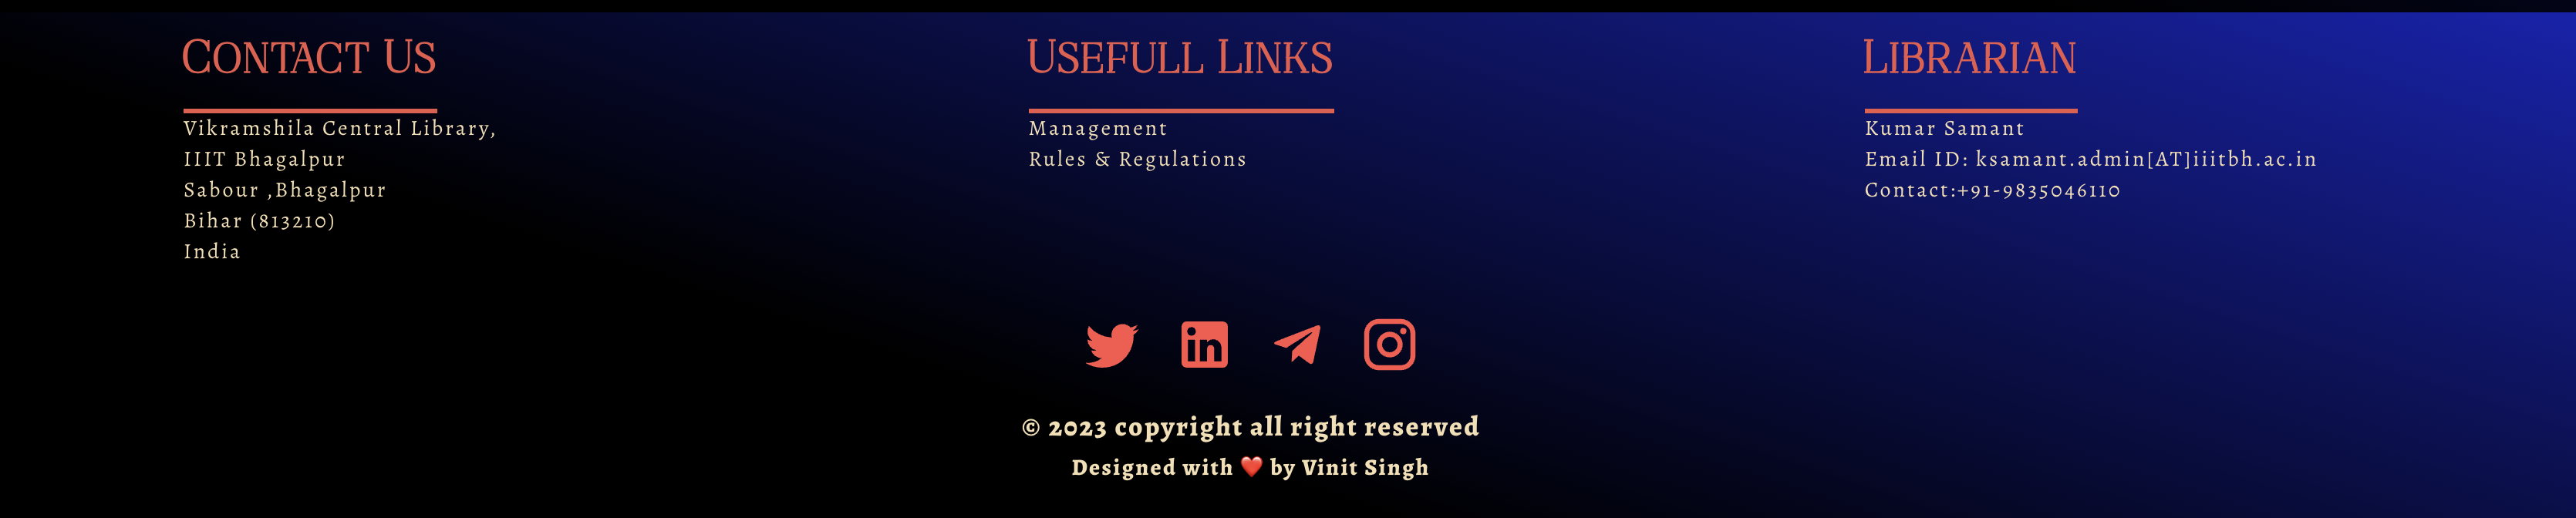 CONTACT US
Vikramshila Central Library,
IIIT Bhagalpur
Sabour ,Bhagalpur
Bihar (813210)
India
USEFULL LINKS
Management
Rules & Regulations
LIBRARIAN
Kumar Samant
Email ID: ksamant.admin[AT]iiitbh.ac.in
Contact:+91-9835046110
in
© 2023 copyright all right reserved
Designed with ❤️ by Vinit Singh